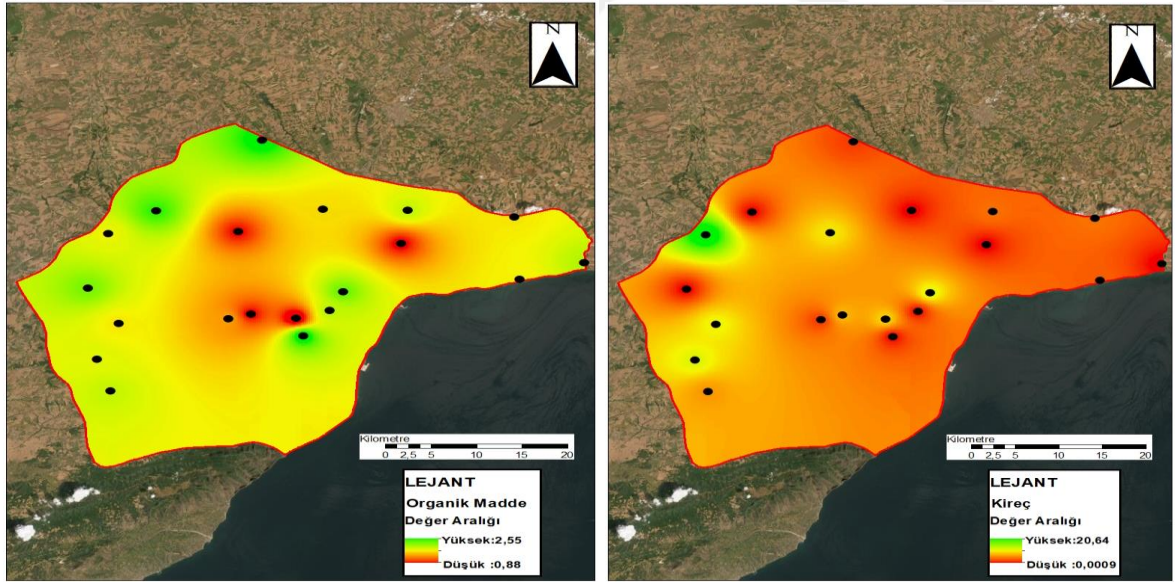 N
Kilometre
0 2,5 5 10 15 20
LEJANT
Organik Madde
Değer Aralığı
Yüksek:2,55
Düşük :0,88
N
Kilometre
0 2,5 5 10 15 20
LEJANT
Kireç
Değer Aralığı
Yüksek:20,64
Düşük :0,0009